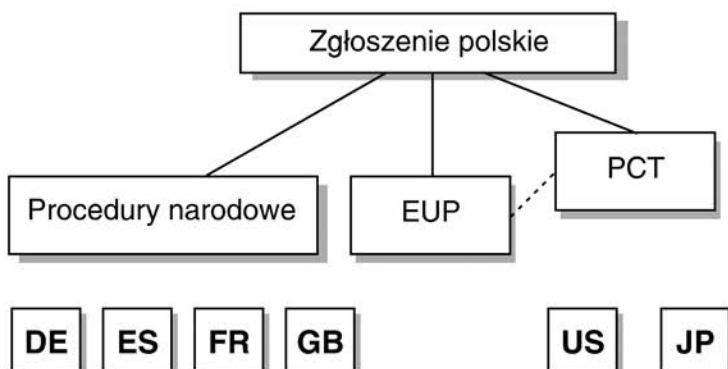 Zgłoszenie polskie
PCT
Procedury narodowe
EUP
DE
ES
FR
GB
US
JP